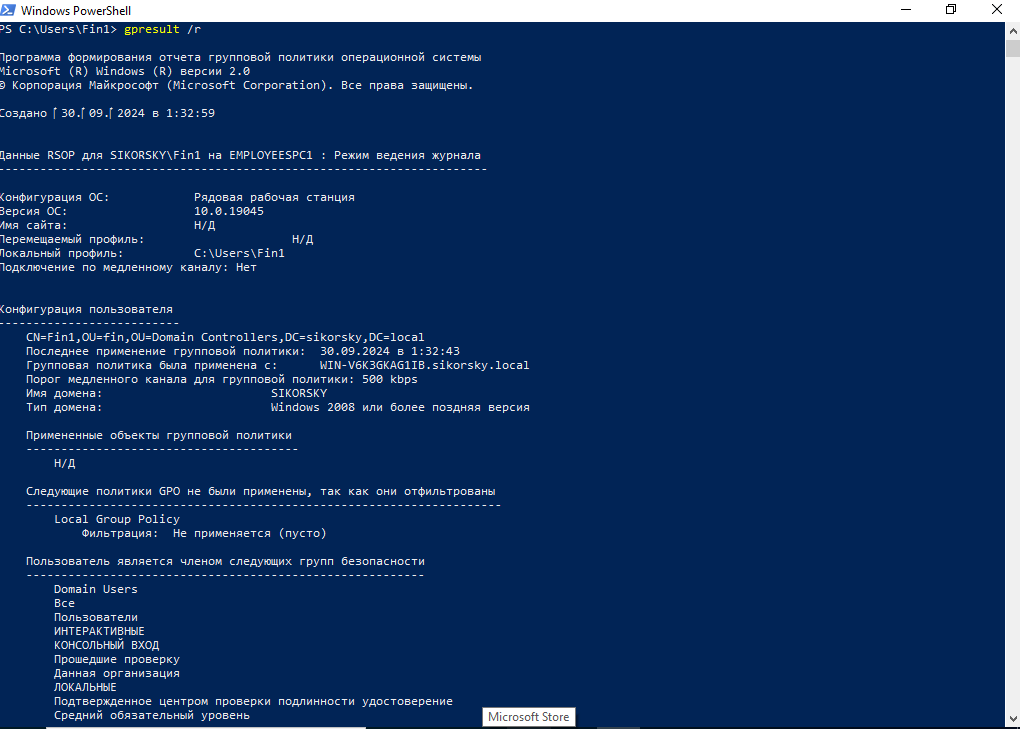 Windows PowerShell
PS C:\Users\Fin1> gpresult /r
Программа формирования отчета групповой политики операционной системы
Microsoft (R) Windows (R) версии 2.0
© Корпорация Майкрософт (Microsoft Corporation). Все права защищены.
Создано 30.09.2024 в 1:32:59
Данные RSOP для SIKORSKY\Fin1 на EMPLOYEESPC1 : Режим ведения журнала
---------------------------------------------------------------------
Конфигурация ОС: Рядовая рабочая станция
Версия ОС: 10.0.19045
Имя сайта: Н/Д
Перемещаемый профиль: Н/Д
Локальный профиль: C:\Users\Fin1
Подключение по медленному каналу: Нет
Конфигурация пользователя
--------------------------
CN=Fin1,OU=fin,OU=Domain Controllers,DC=sikorsky,DC=local
Последнее применение групповой политики: 30.09.2024 в 1:32:43
Групповая политика была применена с: WIN-V6K3GKAG1IB.sikorsky.local
Порог медленного канала для групповой политики: 500 kbps
Имя домена: SIKORSKY
Тип домена: Windows 2008 или более поздняя версия
Примененные объекты групповой политики
---------------------------------------
Н/Д
Следующие политики GPO не были применены, так как они отфильтрованы
--------------------------------------------------------------------
Local Group Policy
Фильтрация: Не применяется (пусто)
Пользователь является членом следующих групп безопасности
---------------------------------------------------------
Domain Users
Все
Пользователи
ИНТЕРАКТИВНЫЕ
КОНСОЛЬНЫЙ ВХОД
Прошедшие проверку
Данная организация
ЛОКАЛЬНЫЕ
Подтвержденное центром проверки подлинности удостоверение
Средний обязательный уровень
Microsoft Store